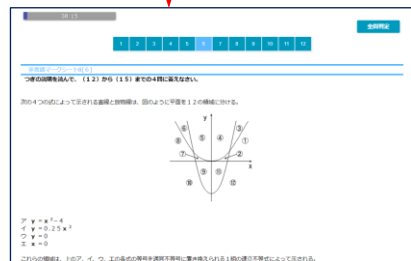 20:15
全問判定
1 2 3 4 5 6 7 8 9 10 11 12 13
つぎの説明を読んで、（１２）から（１５）までの４問に答えなさい。
次の４つの式によって示される直線と放物線は、図のように平面を１２の領域に分ける。
y
⑥ ③
⑧ ⑤ ④ ①
⑦ ②
x
⑨ ⑪
⑩ ⑫
ア y＝x²－４
イ y＝０.２５x²
ウ y＝０
エ x＝０
これらの領域は、上のア、イ、ウ、エの各式の等号を適宜不等号に置き換えられる１組の連立不等式によって示される。